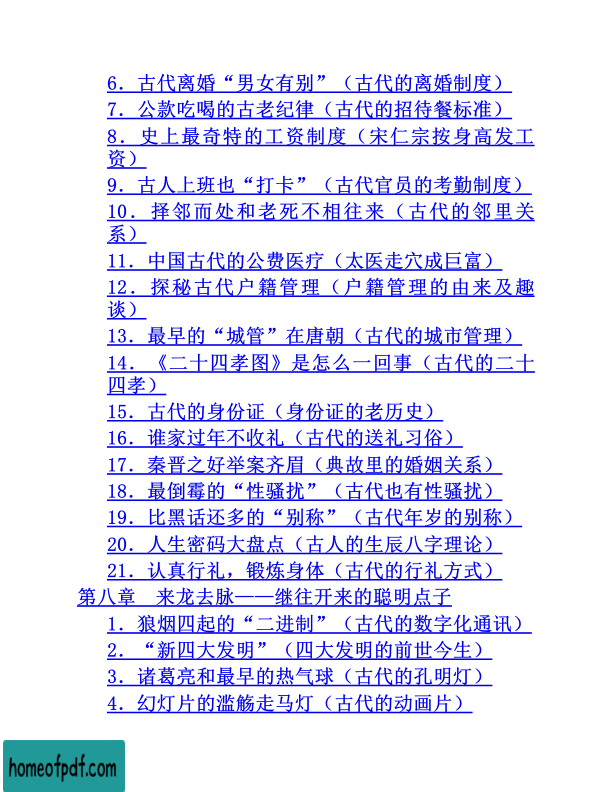 6．古代离婚“男女有别”（古代的离婚制度）
7．公款吃喝的古老纪律（古代的招待餐标准）
8．史上最奇特的工资制度（宋仁宗按身高发工
资）
9．古人上班也“打卡”（古代官员的考勤制度）
10．择邻而处和老死不相往来（古代的邻里关
系）
11．中国古代的公费医疗（太医走穴成巨富）
12．探秘古代户籍管理（户籍管理的由来及趣
谈）
13．最早的“城管”在唐朝（古代的城市管理）
14．《二十四孝图》是怎么一回事（古代的二十
四孝）
15．古代的身份证（身份证的老历史）
16．谁家过年不收礼（古代的送礼习俗）
17．秦晋之好举案齐眉（典故里的婚姻关系）
18．最倒霉的“性骚扰”（古代也有性骚扰）
19．比黑话还多的“别称”（古代年岁的别称）
20．人生密码大盘点（古人的生辰八字理论）
21．认真行礼，锻炼身体（古代的行礼方式）
第八章　来龙去脉——继往开来的聪明点子
1．狼烟四起的“二进制”（古代的数字化通讯）
2．“新四大发明”（四大发明的前世今生）
3．诸葛亮和最早的热气球（古代的孔明灯）
4．幻灯片的滥觞走马灯（古代的动画片）
homeofpdf.com